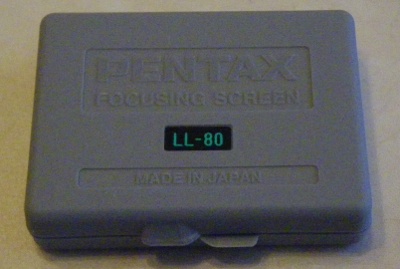 PENTAX
FOCUSING SCREEN
LL-80
MADE IN JAPAN